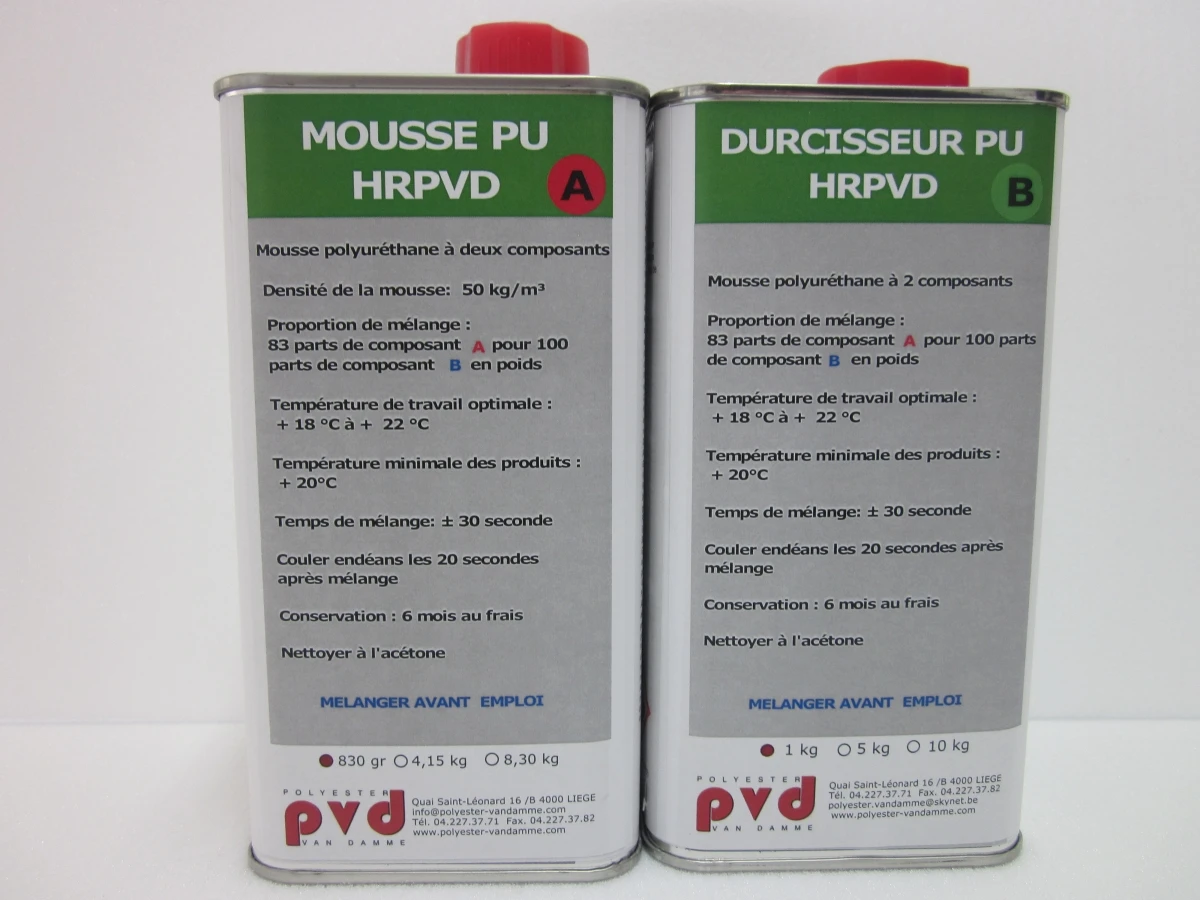 MOUSSE PU
HRPVD
A
Mousse polyuréthane à deux composants
Densité de la mousse: 50 kg/m³
Proportion de mélange :
83 parts de composant A pour 100
parts de composant B en poids
Température de travail optimale :
+ 18 °C à + 22 °C
Température minimale des produits :
+ 20°C
Temps de mélange: ± 30 seconde
Couler endéans les 20 secondes
après mélange
Conservation : 6 mois au frais
Nettoyer à l'acétone
MELANGER AVANT EMPLOI
830 gr 4,15 kg 8,30 kg
POLYESTER
pvd
VAN DAMME
Quai Saint-Léonard 16 /B 4000 LIEGE
info@polyester-vandamme.com
Tél. 04.227.37.71 Fax. 04.227.37.82
www.polyester-vandamme.com
DURCISSEUR PU
HRPVD
B
Mousse polyuréthane à 2 composants
Proportion de mélange :
83 parts de composant A pour 100 parts
de composant B en poids
Température de travail optimale :
+ 18 °C à + 22 °C
Température minimale des produits :
+ 20°C
Temps de mélange: ± 30 seconde
Couler endéans les 20 secondes après
mélange
Conservation : 6 mois au frais
Nettoyer à l'acétone
MELANGER AVANT EMPLOI
1 kg 5 kg 10 kg
POLYESTER
pvd
VAN DAMME
Quai Saint-Léonard 16 /B 4000 LIEGE
Tél. 04.227.37.71 Fax. 04.227.37.82
polyester.vandamme@skynet.be
www.polyester-vandamme.com